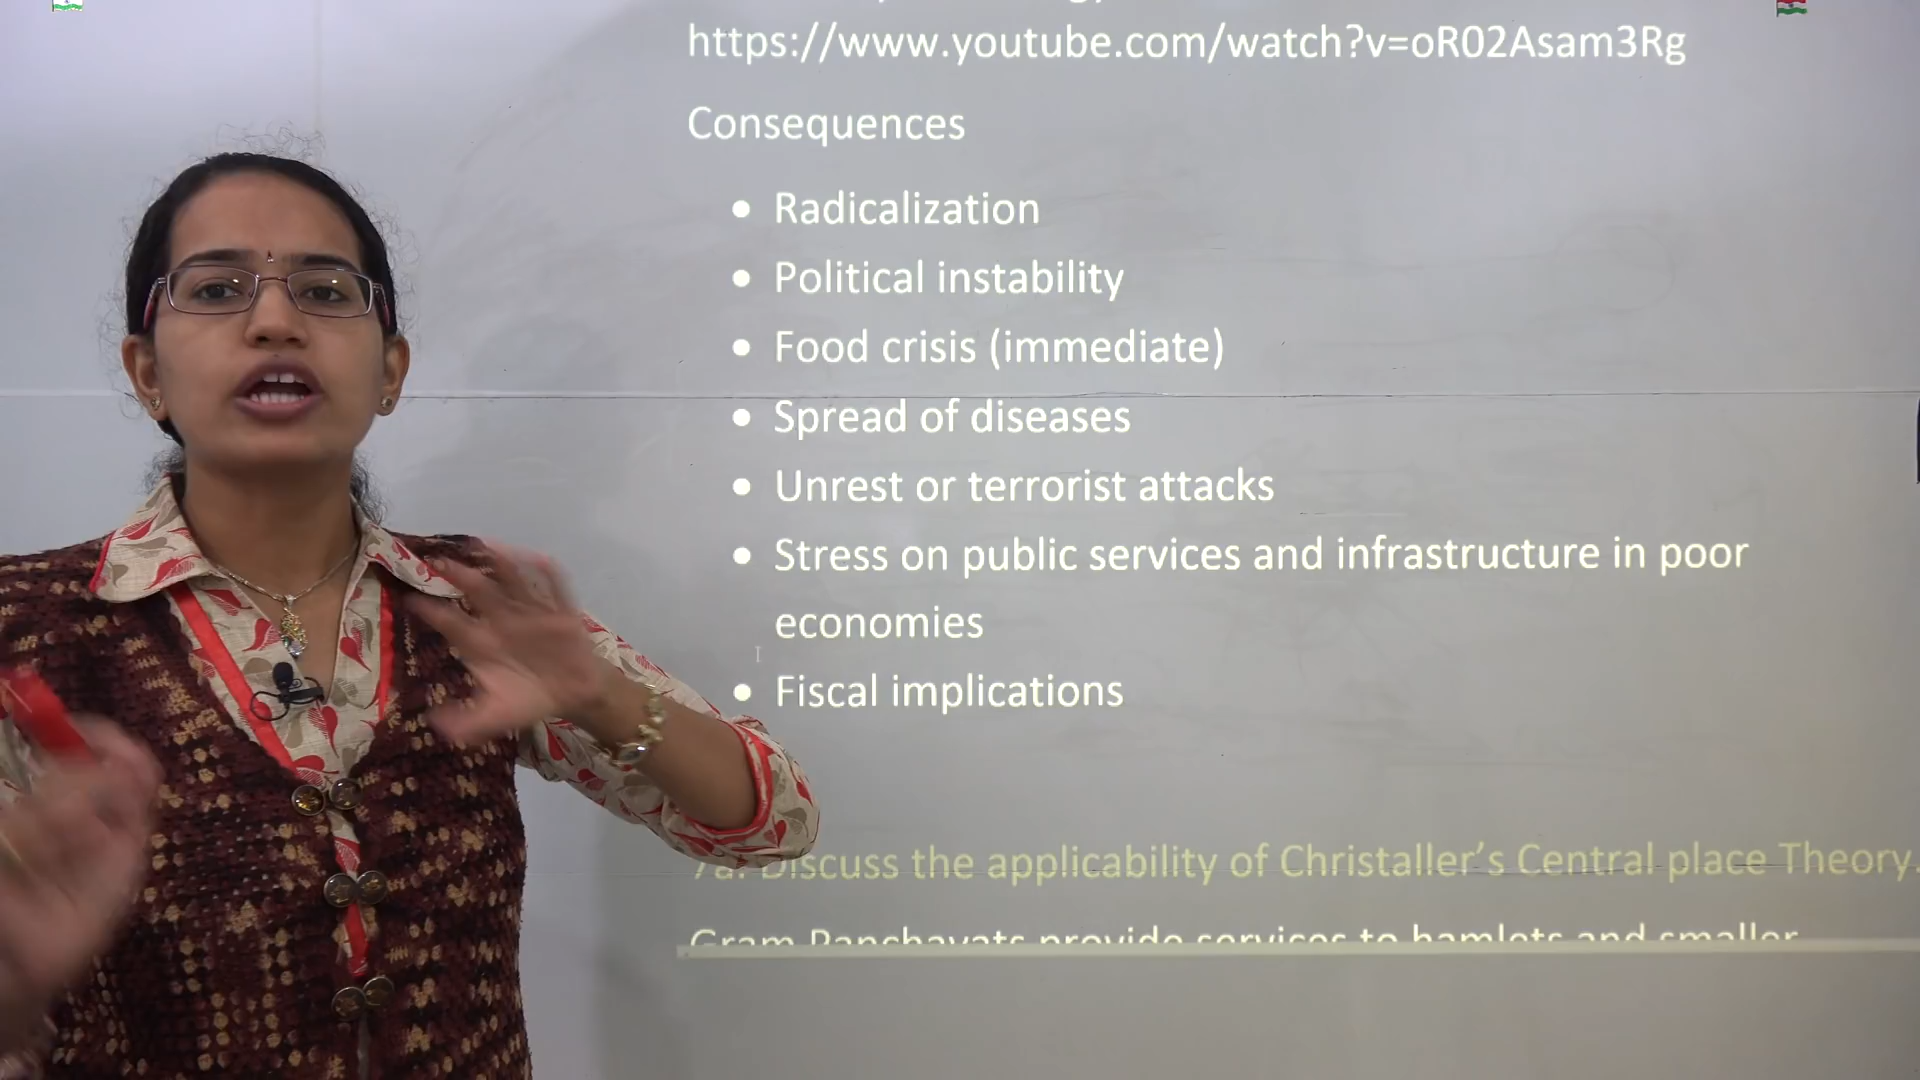 https://www.youtube.com/watch?v=oR02Asam3Rg
Consequences
• Radicalization
• Political instability
• Food crisis (immediate)
• Spread of diseases
• Unrest or terrorist attacks
• Stress on public services and infrastructure in poor
economies
• Fiscal implications
7a. Discuss the applicability of Christaller's Central place Theory.
Gram Panchayats provide services to hamlets and smaller